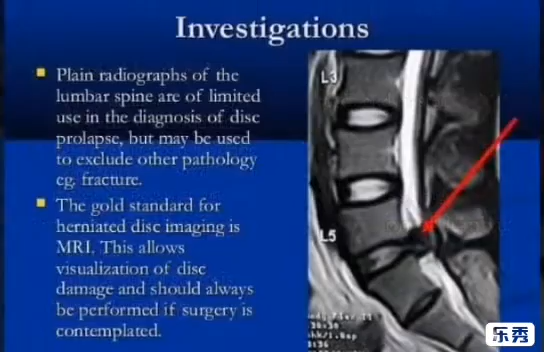 Investigations
Plain radiographs of the
lumbar spine are of limited
use in the diagnosis of disc
prolapse, but may be used
to exclude other pathology
eg. fracture.
The gold standard for
herniated disc imaging is
MRI. This allows
visualization of disc
damage and should always
be performed if surgery is
contemplated.
L3
L5
乐秀